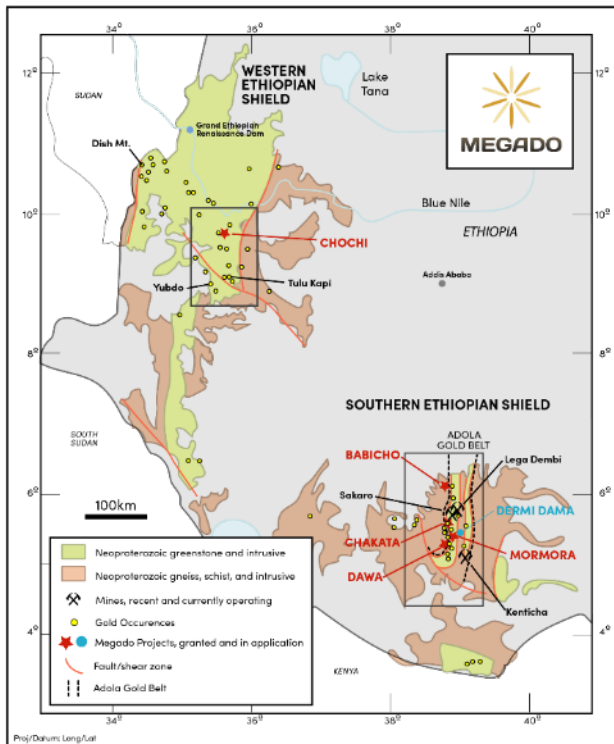 34°
36°
38°
40°
12°
12°
WESTERN
ETHIOPIAN
SHIELD
Lake
Tana
MEGADO
SUDAN
Grand Ethiopian
Renaissance Dam
Dish Mt.
10°
10°
Blue Nile
ETHIOPIA
CHOCHI
Addis Ababa
Yubdo
Tulu Kapi
8°
8°
SOUTHERN ETHIOPIAN SHIELD
SOUTH
SUDAN
ADOLA
GOLD BELT
BABICHO
Lega Dembi
Sakaro
6°
6°
DERMI DAMA
CHAKATA
MORMORA
DAWA
Kenticha
100km
4°
4°
KENYA
Neoproterozoic greenstone and intrusive
Neoproterozoic gneiss, schist, and intrusive
Mines, recent and currently operating
Gold Occurences
Megado Projects, granted and in application
Fault/shear zone
Adola Gold Belt
34°
36°
38°
40°
Proj/Datum: Long/Lat